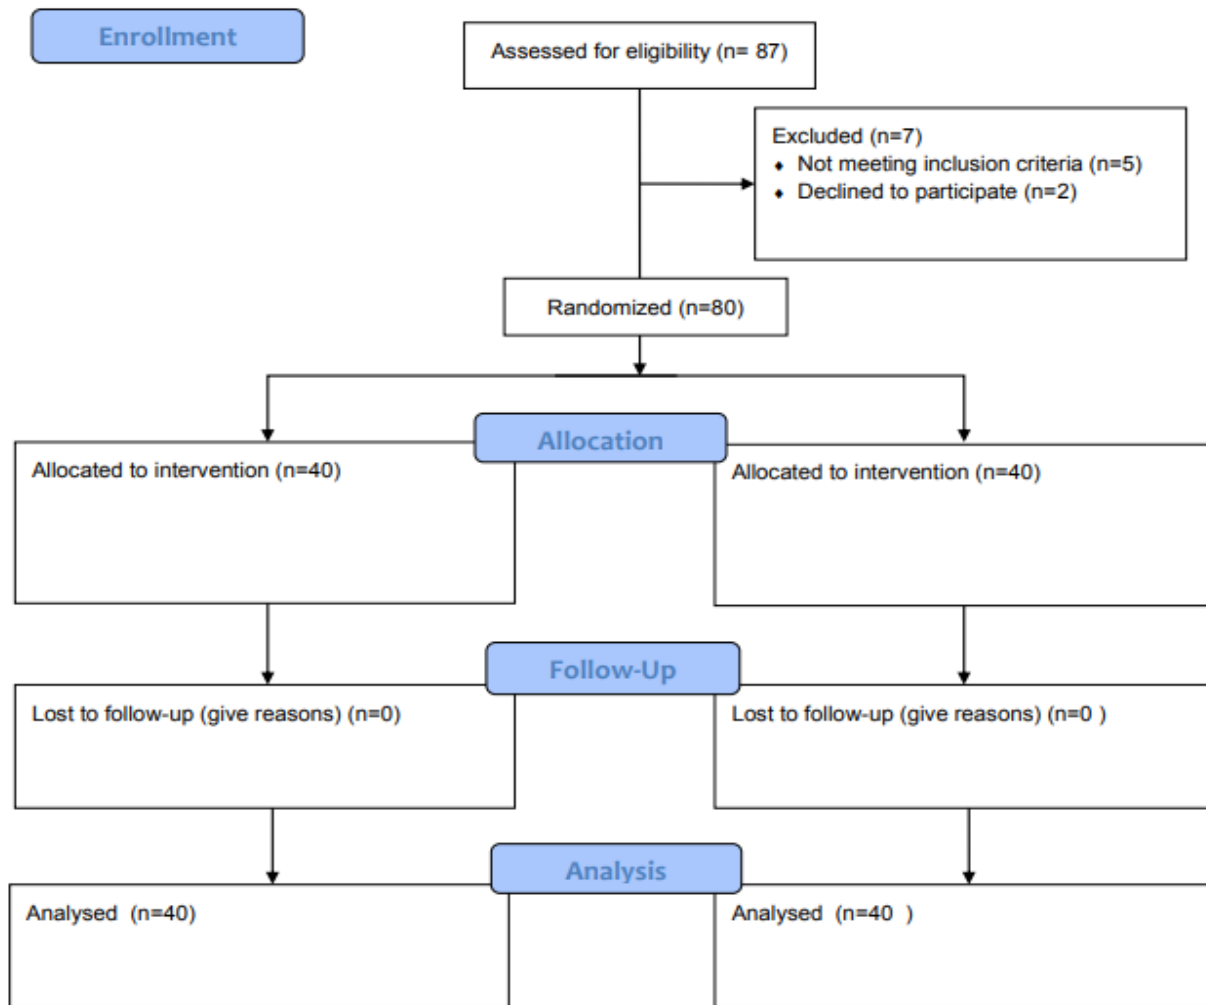 Enrollment
Assessed for eligibility (n= 87)
Excluded (n=7)
♦ Not meeting inclusion criteria (n=5)
♦ Declined to participate (n=2)
Randomized (n=80)
Allocation
Allocated to intervention (n=40)
Allocated to intervention (n=40)
Follow-Up
Lost to follow-up (give reasons) (n=0)
Lost to follow-up (give reasons) (n=0 )
Analysis
Analysed  (n=40)
Analysed  (n=40  )